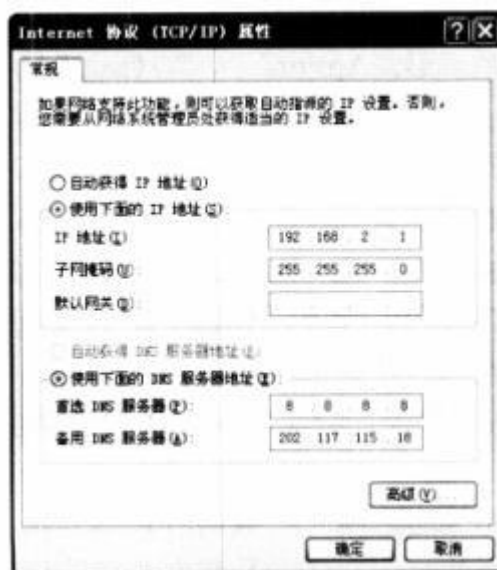 Internet 协议 (TCP/IP) 属性
常规
如果网络支持此功能，则可以获取自动指派的 IP 设置。否则，
您需要从网络系统管理员处获得适当的 IP 设置。
自动获得 IP 地址(O)
使用下面的 IP 地址(S):
IP 地址(I): 192 .168 . 2 . 1
子网掩码(U): 255 .255 .255 . 0
默认网关(D):
自动获得 DNS 服务器地址(B)
使用下面的 DNS 服务器地址(E):
首选 DNS 服务器(P): 8 . 8 . 8 . 8
备用 DNS 服务器(A): 202 .117 .115 .18
高级(V)...
确定 取消